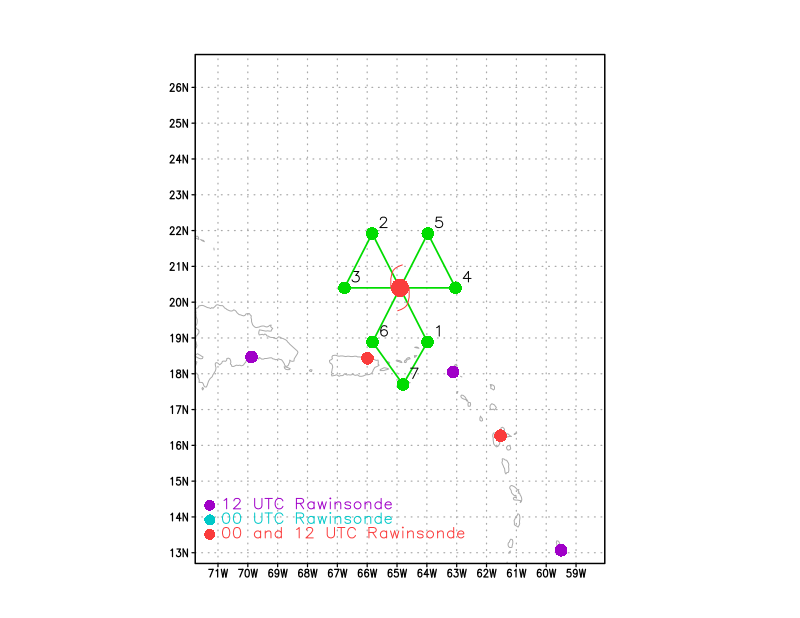 26N
25N
24N
23N
22N
21N
20N
19N
18N
17N
16N
15N
14N
13N
2
5
3
4
6
1
7
12 UTC Rawinsonde
00 UTC Rawinsonde
00 and 12 UTC Rawinsonde
71W 70W 69W 68W 67W 66W 65W 64W 63W 62W 61W 60W 59W